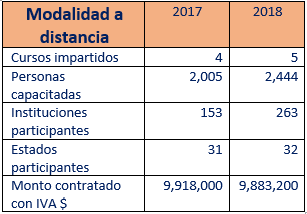 Modalidad a 2017 2018
distancia
Cursos impartidos 4 5
Personas 2,005 2,444
capacitadas
Instituciones 153 263
participantes
Estados 31 32
participantes
Monto contratado 9,918,000 9,883,200
con IVA $